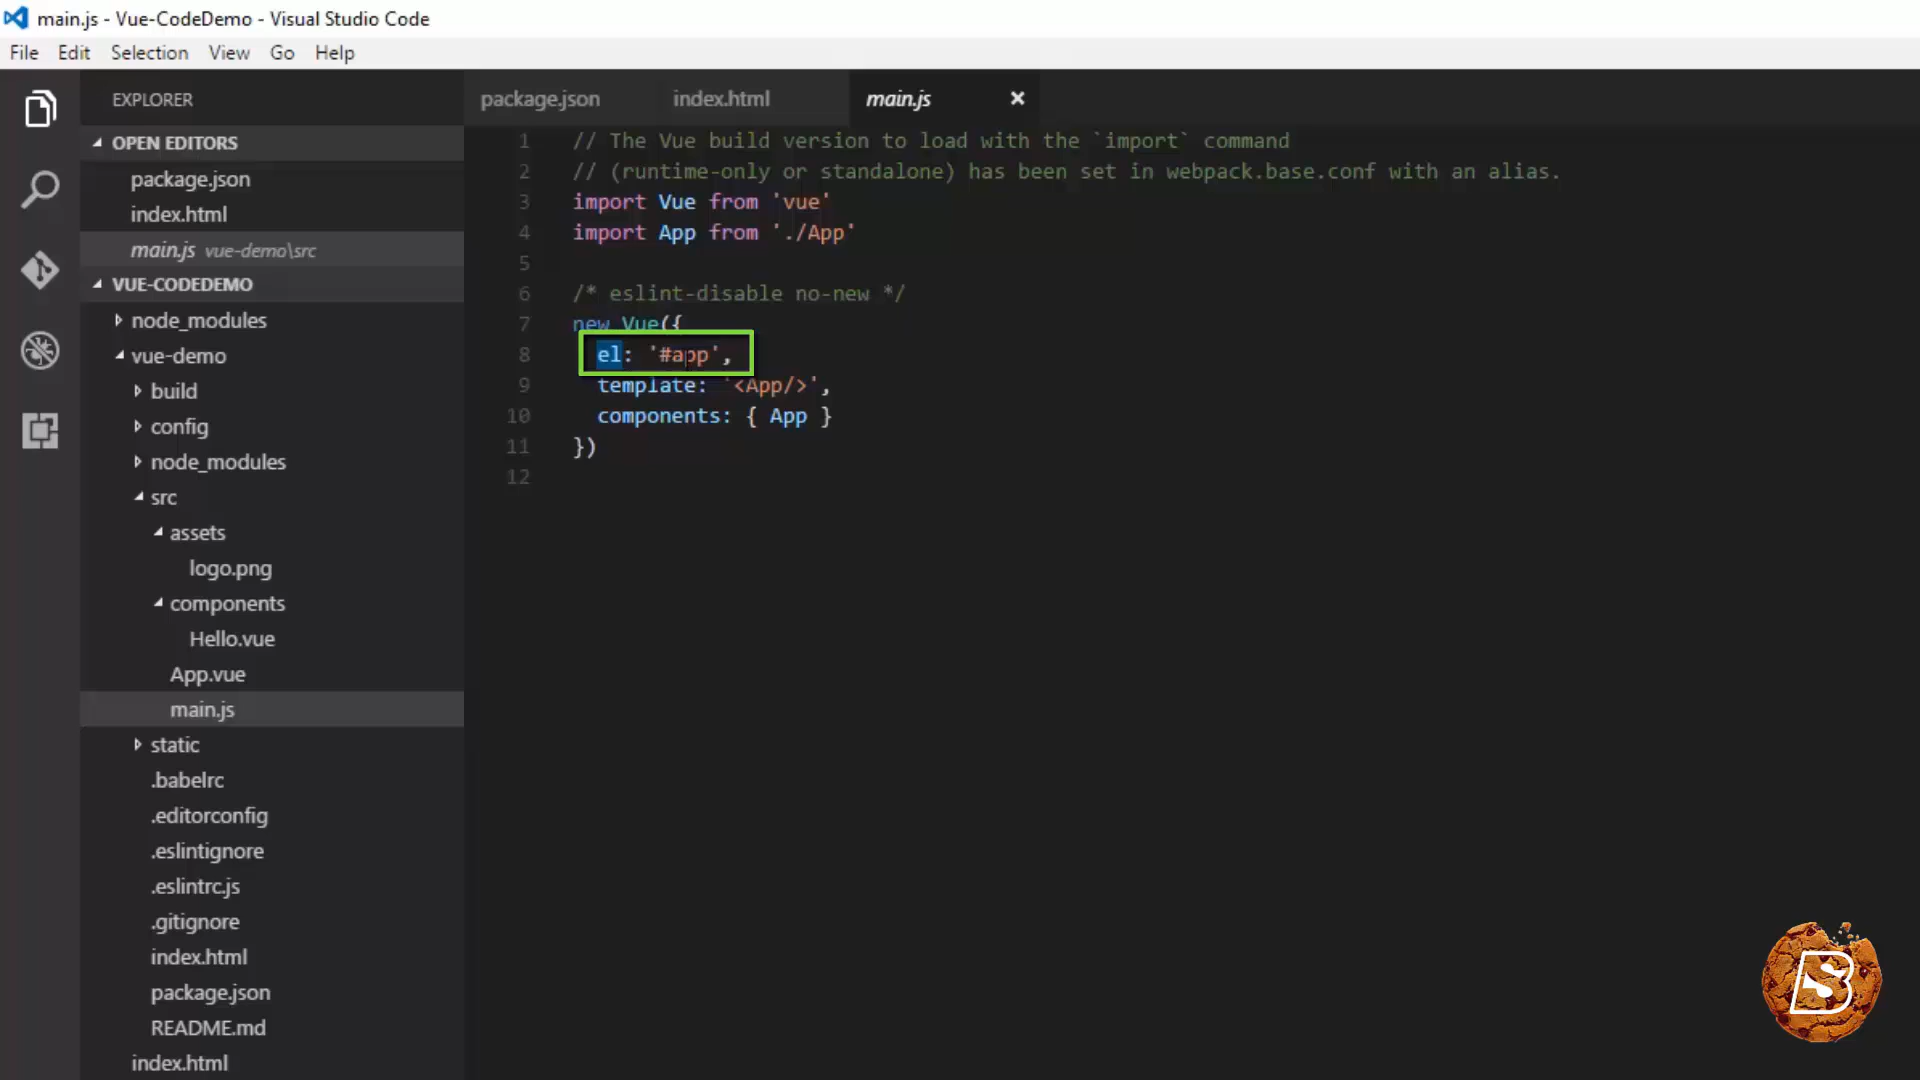 main.js - Vue-CodeDemo - Visual Studio Code
File Edit Selection View Go Help
EXPLORER
OPEN EDITORS
package.json
index.html
main.js vue-demo\src
VUE-CODEDEMO
node_modules
vue-demo
build
config
node_modules
src
assets
logo.png
components
Hello.vue
App.vue
main.js
static
.babelrc
.editorconfig
.eslintignore
.eslintrc.js
.gitignore
index.html
package.json
README.md
index.html
package.json index.html main.js
1 // The Vue build version to load with the `import` command
2 // (runtime-only or standalone) has been set in webpack.base.conf with an alias.
3 import Vue from 'vue'
4 import App from './App'
5
6 /* eslint-disable no-new */
7 new Vue({
8 el: '#app',
9 template: '<App/>',
10 components: { App }
11 })
12